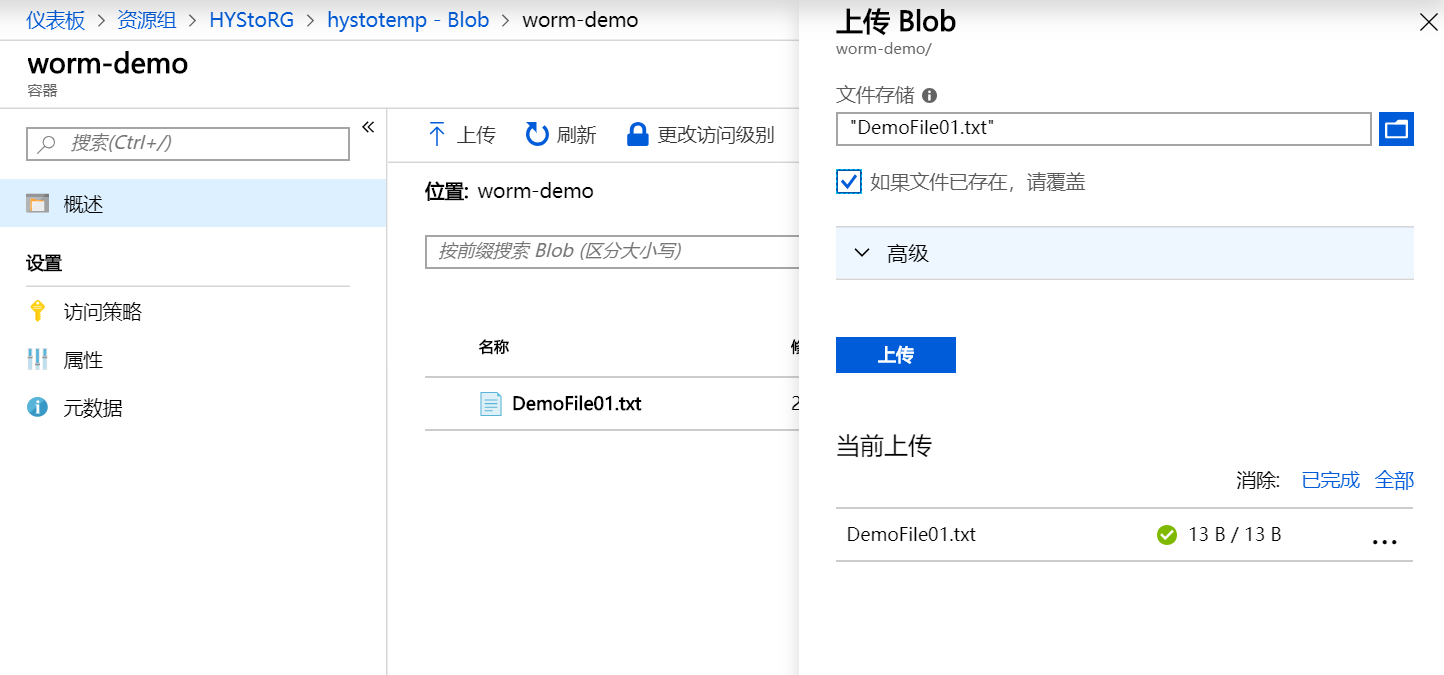 仪表板 > 资源组 > HYStoRG > hystotemp - Blob > worm-demo
worm-demo
容器
搜索(Ctrl+/)
概述
设置
访问策略
属性
元数据
上传 刷新 更改访问级别
位置: worm-demo
按前缀搜索 Blob (区分大小写)
名称
DemoFile01.txt 2
上传 Blob
worm-demo/
文件存储
"DemoFile01.txt"
如果文件已存在，请覆盖
高级
上传
当前上传
消除: 已完成 全部
DemoFile01.txt 13 B / 13 B ...